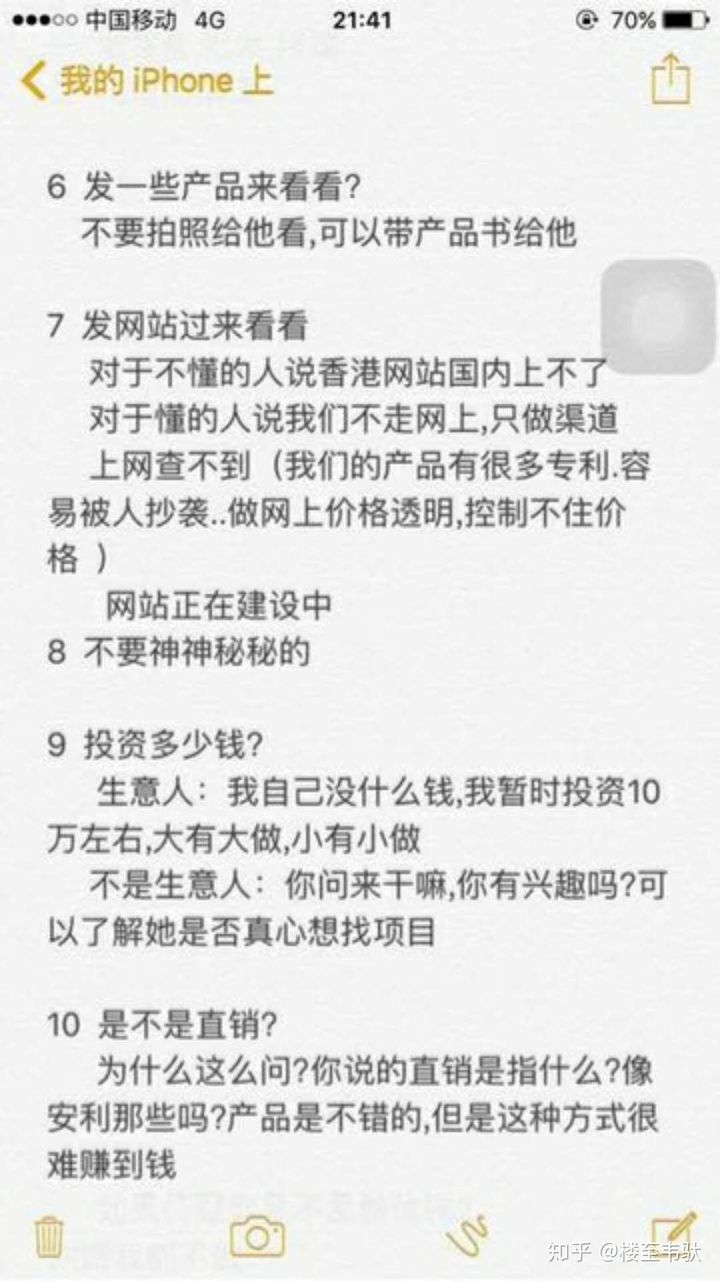 中国移动 4G 21:41 70%
我的 iPhone 上
6 发一些产品来看看?
不要拍照给他看,可以带产品书给他
7 发网站过来看看
对于不懂的人说香港网站国内上不了
对于懂的人说我们不走网上,只做渠道
上网查不到（我们的产品有很多专利.容
易被人抄袭..做网上价格透明,控制不住价
格 ）
网站正在建设中
8 不要神神秘秘的
9 投资多少钱?
生意人：我自己没什么钱,我暂时投资10
万左右,大有大做,小有小做
不是生意人：你问来干嘛,你有兴趣吗?可
以了解她是否真心想找项目
10 是不是直销?
为什么这么问?你说的直销是指什么?像
安利那些吗?产品是不错的,但是这种方式很
难赚到钱
知乎 @楼至韦驮